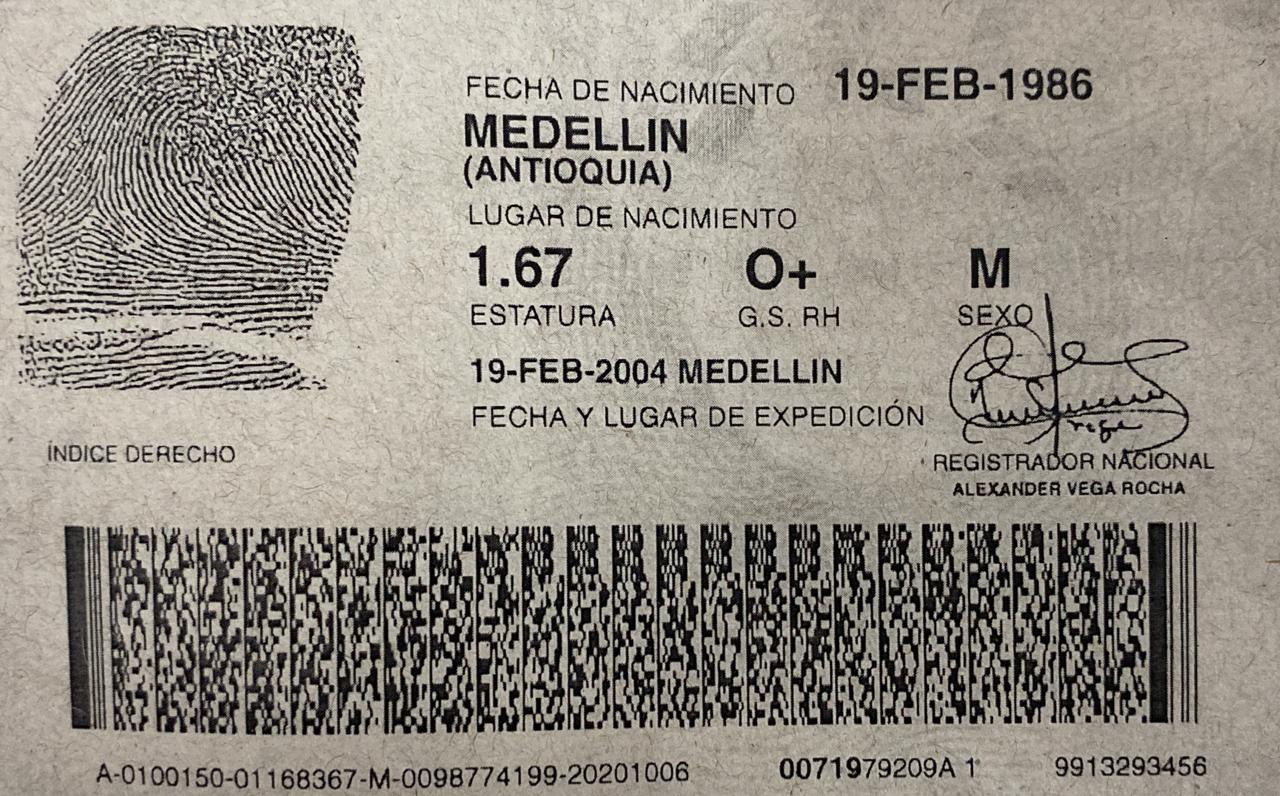 FECHA DE NACIMIENTO 19-FEB-1986
MEDELLIN
(ANTIOQUIA)
LUGAR DE NACIMIENTO
1.67 O+ M
ESTATURA G.S. RH SEXO
19-FEB-2004 MEDELLIN
FECHA Y LUGAR DE EXPEDICIÓN
ÍNDICE DERECHO
REGISTRADOR NACIONAL
ALEXANDER VEGA ROCHA
A-0100150-01168367-M-0098774199-20201006 0071979209A 1 9913293456